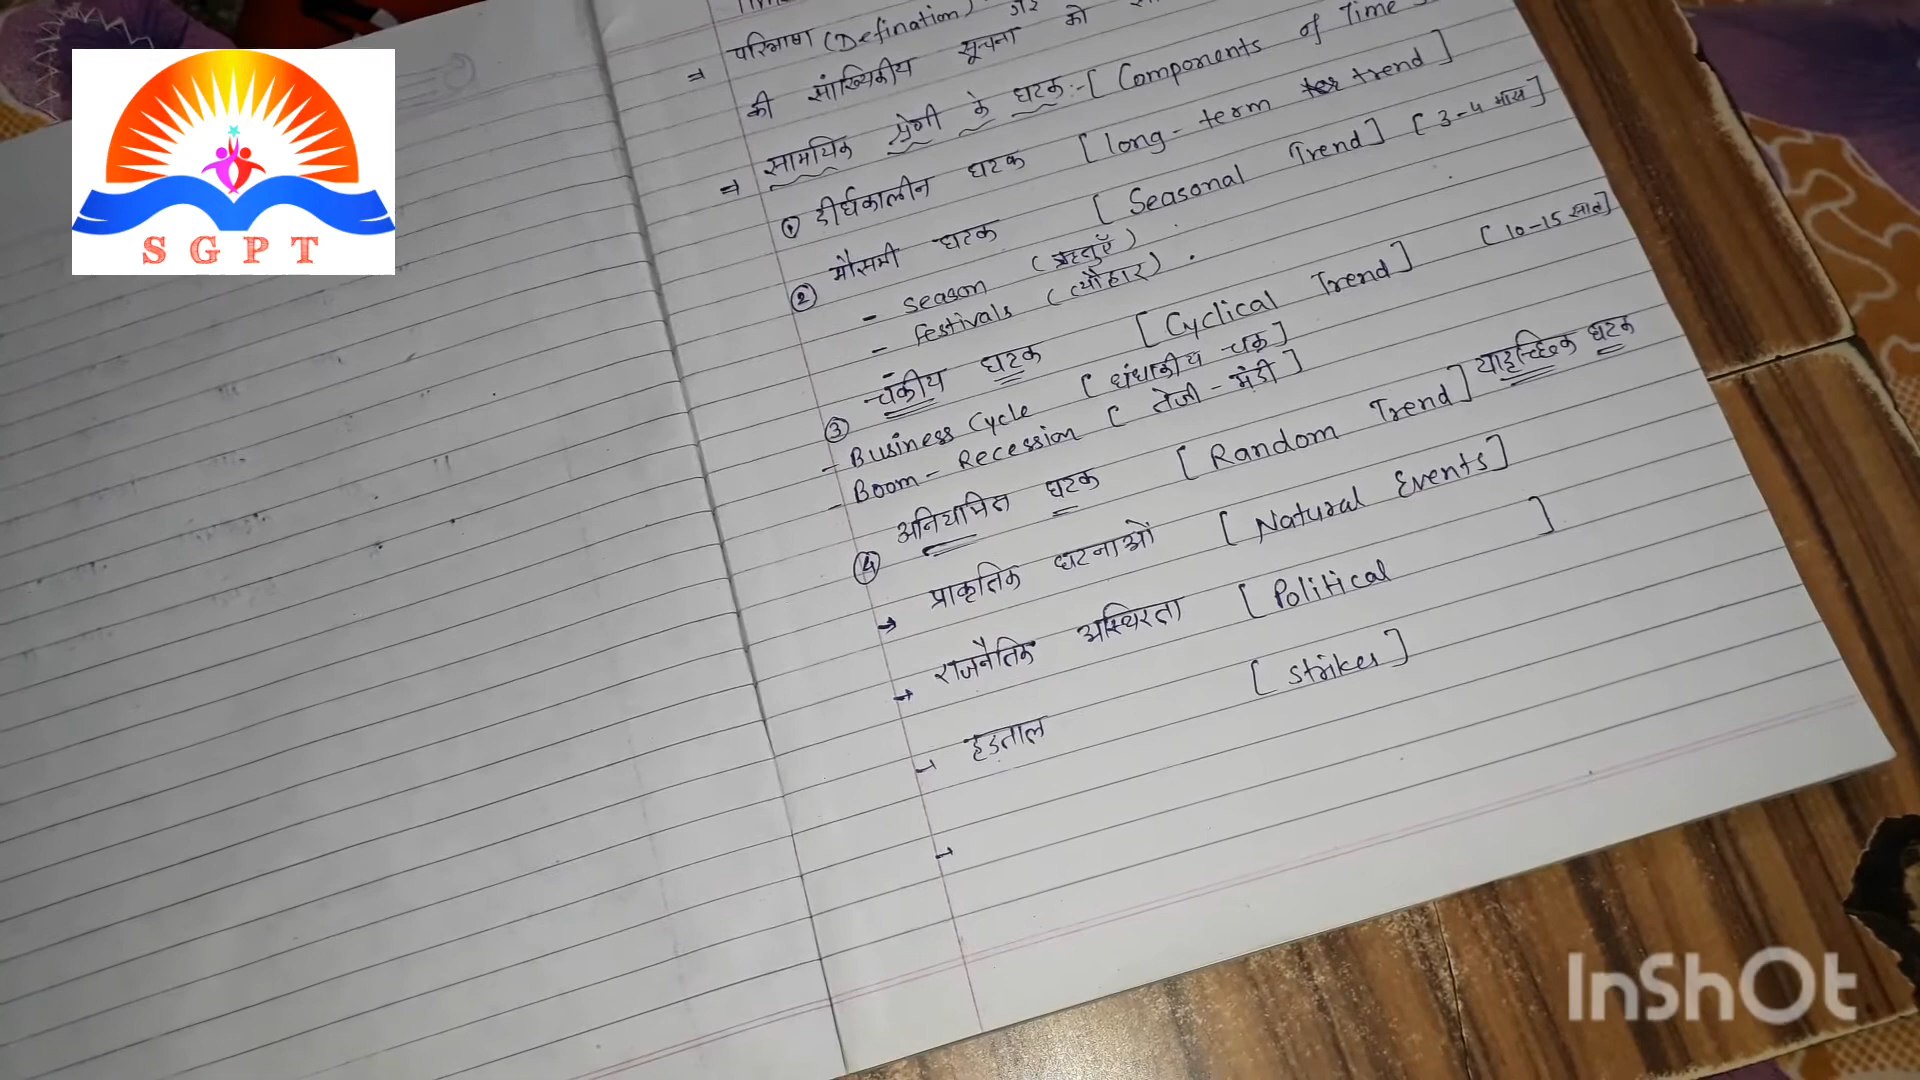 SGPT
⇒ परिभाषा (Defination)
की सांख्यिकीय सूचना को
⇒ सामयिक श्रेणी के घटक :- [Components of Time
① दीर्घकालीन घटक [long-term trend]
② मौसमी घटक [Seasonal Trend] [3-4 मास]
- Season (ऋतुएँ)
- Festivals (त्यौहार)
③ चक्रीय घटक [Cyclical Trend] [10-15 साल]
- Business Cycle [धंधाकीय चक्र]
- Boom - Recession [तेजी - मंडी]
④ अनियमित घटक [Random Trend] यादृच्छिक घटक
→ प्राकृतिक घटनाओं [Natural Events]
→ राजनैतिक अस्थिरता [Political ]
→ हड़ताल [strikes]
→
InShOt